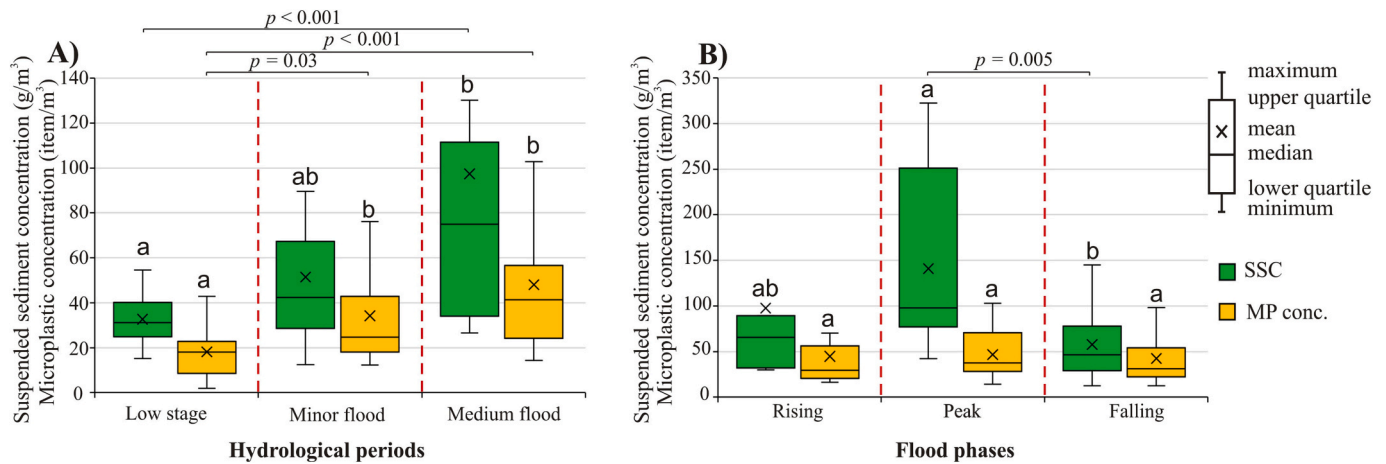 p < 0.001
p < 0.001
p = 0.03
A)
Suspended sediment concentration (g/m³)
Microplastic concentration (item/m³)
140
120
100
80
60
40
20
0
a
a
ab
b
b
b
Low stage
Minor flood
Medium flood
Hydrological periods
B)
p = 0.005
Suspended sediment concentration (g/m³)
Microplastic concentration (item/m³)
350
300
250
200
150
100
50
0
ab
a
a
a
b
a
Rising
Peak
Falling
Flood phases
maximum
upper quartile
mean
median
lower quartile
minimum
SSC
MP conc.